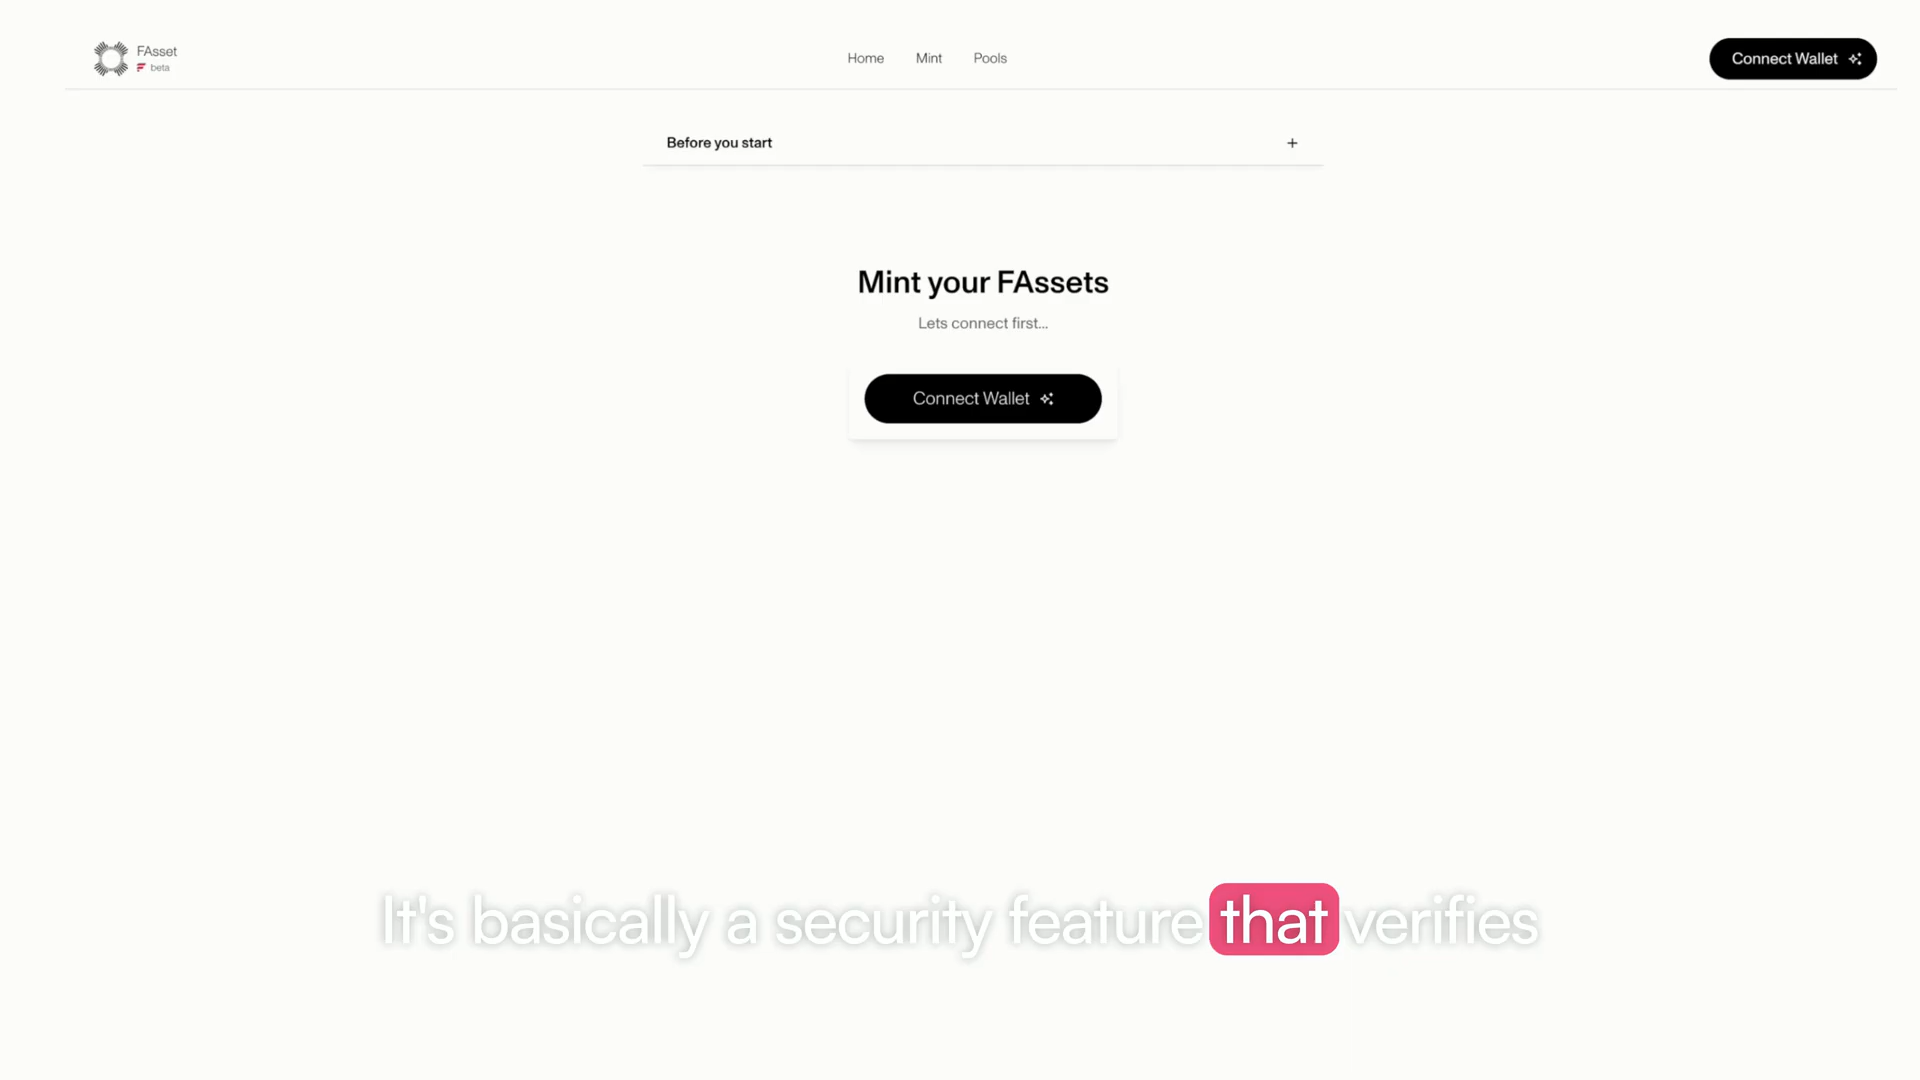 FAsset
beta
Home Mint Pools
Connect Wallet
Before you start
Mint your FAssets
Lets connect first...
Connect Wallet
It's basically a security feature that verifies